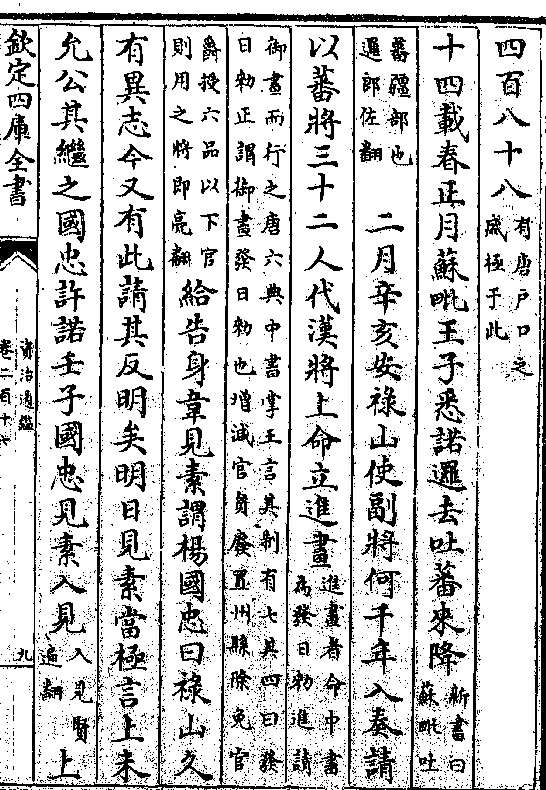 四百八十八有唐戶口之盛極于此
十四載春正月蘇毗王子悉諾邏去吐蕃來降新書曰蘇毗吐
蕃彊部也邏郎佐翻二月辛亥安祿山使副將何千年入奏請
以蕃將三十二人代漢將上命立進畫進畫者命中書為發日勑進請
御畫而行之唐六典中書掌王言其制有七其四曰發日勑正謂御畫發日勑也增減官員廢置州縣除免官
爵授六品以下官則用之將即亮翻給告身韋見素謂楊國忠曰祿山久
有異志今又有此請其反明矣明日見素當極言上未
允公其繼之國忠許諾壬子國忠見素入見入見賢遍翻上
欽定四庫全書
資治通鑑
卷二百十七
九